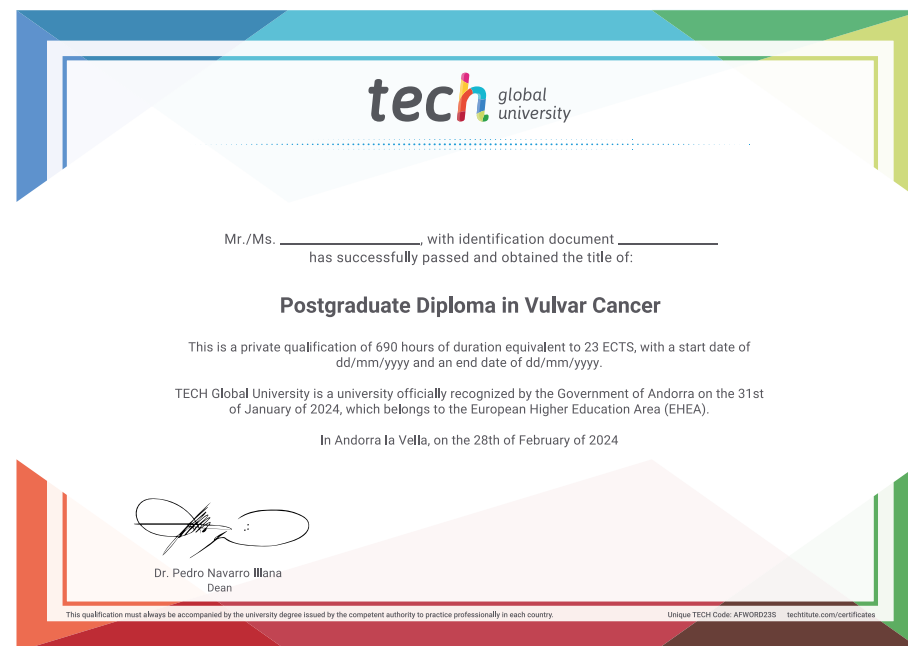 tech global university
Mr./Ms. __________________, with identification document _____________
has successfully passed and obtained the title of:
Postgraduate Diploma in Vulvar Cancer
This is a private qualification of 690 hours of duration equivalent to 23 ECTS, with a start date of
dd/mm/yyyy and an end date of dd/mm/yyyy.
TECH Global University is a university officially recognized by the Government of Andorra on the 31st
of January of 2024, which belongs to the European Higher Education Area (EHEA).
In Andorra la Vella, on the 28th of February of 2024
Dr. Pedro Navarro Illana
Dean
This qualification must always be accompanied by the university degree issued by the competent authority to practice professionally in each country. Unique TECH Code: AFWORD23S techtitute.com/certificates